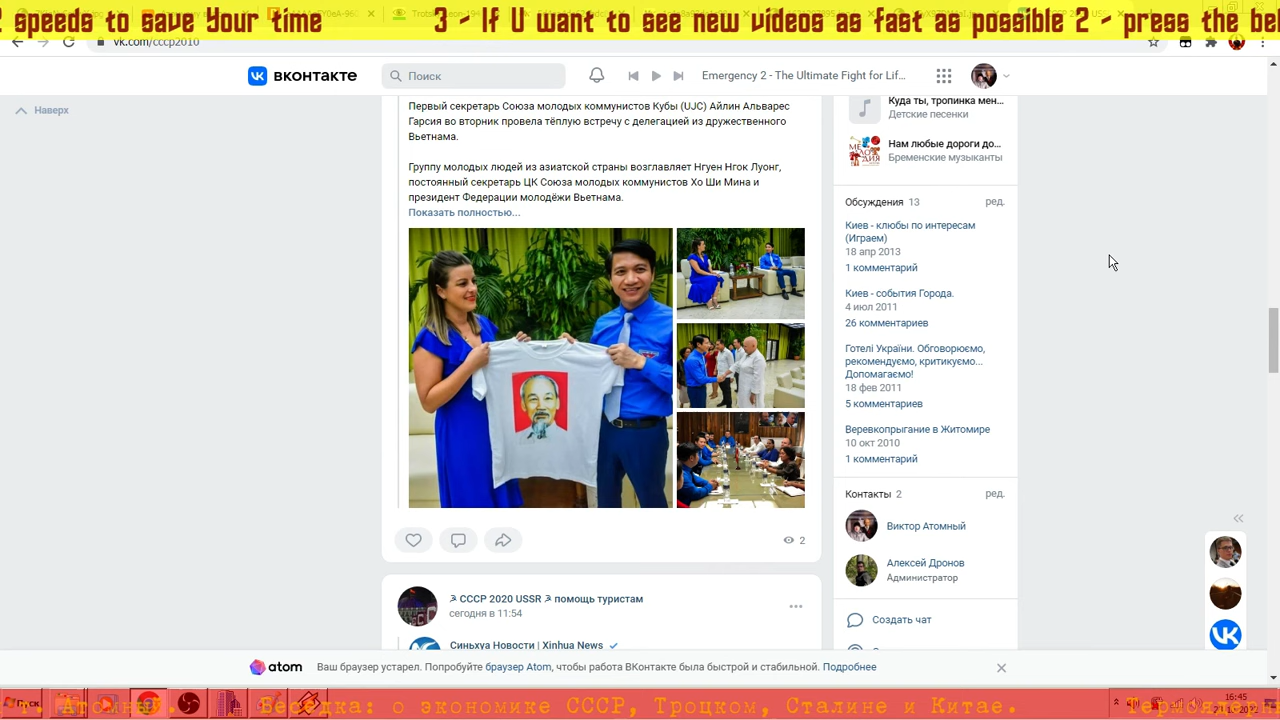 2 speeds to save Your time 3 - If U want to see new videos as fast as possible 2 - press the be
vk.com/cccp2010
ВКОНТАКТЕ
Поиск
Emergency 2 - The Ultimate Fight for Lif...
Наверх
Первый секретарь Союза молодых коммунистов Кубы (UJC) Айлин Альварес
Гарсия во вторник провела тёплую встречу с делегацией из дружественного
Вьетнама.
Группу молодых людей из азиатской страны возглавляет Нгуен Нгок Луонг,
постоянный секретарь ЦК Союза молодых коммунистов Хо Ши Мина и
президент Федерации молодёжи Вьетнама.
Показать полностью...
2
☭ СССР 2020 USSR ☭ помощь туристам
сегодня в 11:54
Синьхуа Новости | Xinhua News
Куда ты, тропинка мен...
Детские песенки
Нам любые дороги до...
Бременские музыканты
Обсуждения 13
ред.
Киев - клюбы по интересам
(Играем)
18 апр 2013
1 комментарий
Киев - события Города.
4 июл 2011
26 комментариев
Готелі України. Обговорюємо,
рекомендуємо, критикуємо...
Допомагаємо!
18 фев 2011
5 комментариев
Веревкопрыгание в Житомире
10 окт 2010
1 комментарий
Контакты 2
ред.
Виктор Атомный
Алексей Дронов
Администратор
Создать чат
atom
Ваш браузер устарел. Попробуйте браузер Atom, чтобы работа ВКонтакте была быстрой и стабильной. Подробнее
Пуск
т. Атомный. Беседка: о экономике СССР, Троцком, Сталине и Китае. Термоядерн
16:45